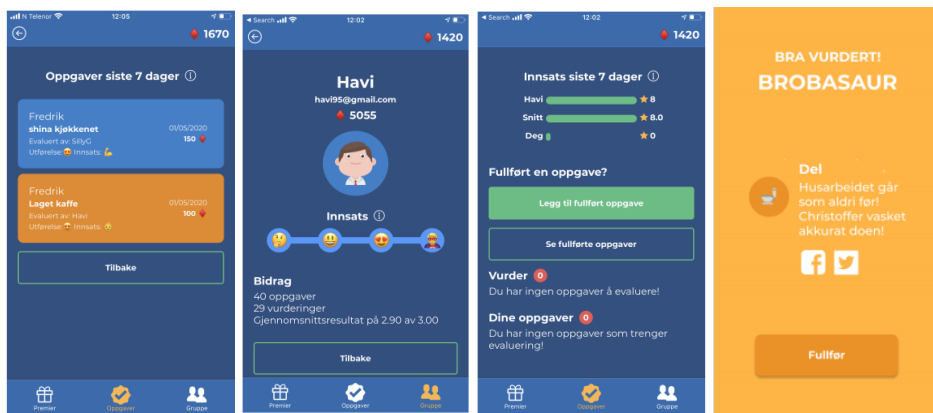 N Telenor
12:05
1670
Oppgaver siste 7 dager
Fredrik
shina kjøkkenet
01/05/2020
Evaluert av: SillyG
150
Utførelse: Innsats:
Fredrik
Laget kaffe
01/05/2020
Evaluert av: Havi
100
Utførelse: Innsats:
Tilbake
Premier
Oppgaver
Gruppe
Search
12:02
1420
Havi
havi95@gmail.com
5055
Innsats
Bidrag
40 oppgaver
29 vurderinger
Gjennomsnittsresultat på 2.90 av 3.00
Tilbake
Premier
Oppgaver
Gruppe
Search
12:02
1420
Innsats siste 7 dager
Havi 8
Snitt 8.0
Deg 0
Fullført en oppgave?
Legg til fullført oppgave
Se fullførte oppgaver
Vurder 0
Du har ingen oppgaver å evaluere!
Dine oppgaver 0
Du har ingen oppgaver som trenger
evaluering!
Premier
Oppgaver
Gruppe
BRA VURDERT!
BROBASAUR
Del
Husarbeidet går
som aldri før!
Christoffer vasket
akkurat doen!
Fullfør